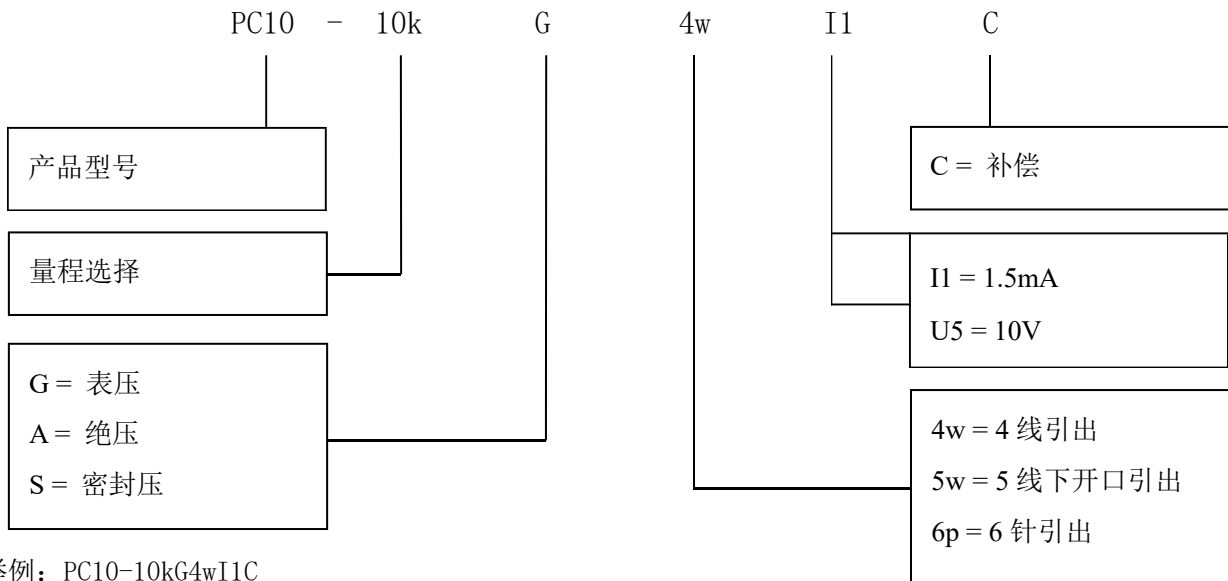 PC10 - 10k G 4w I1 C
产品型号
C = 补偿
量程选择
I1 = 1.5mA
U5 = 10V
G = 表压
A = 绝压
S = 密封压
4w = 4 线引出
5w = 5 线下开口引出
6p = 6 针引出
举例: PC10-10kG4wI1C